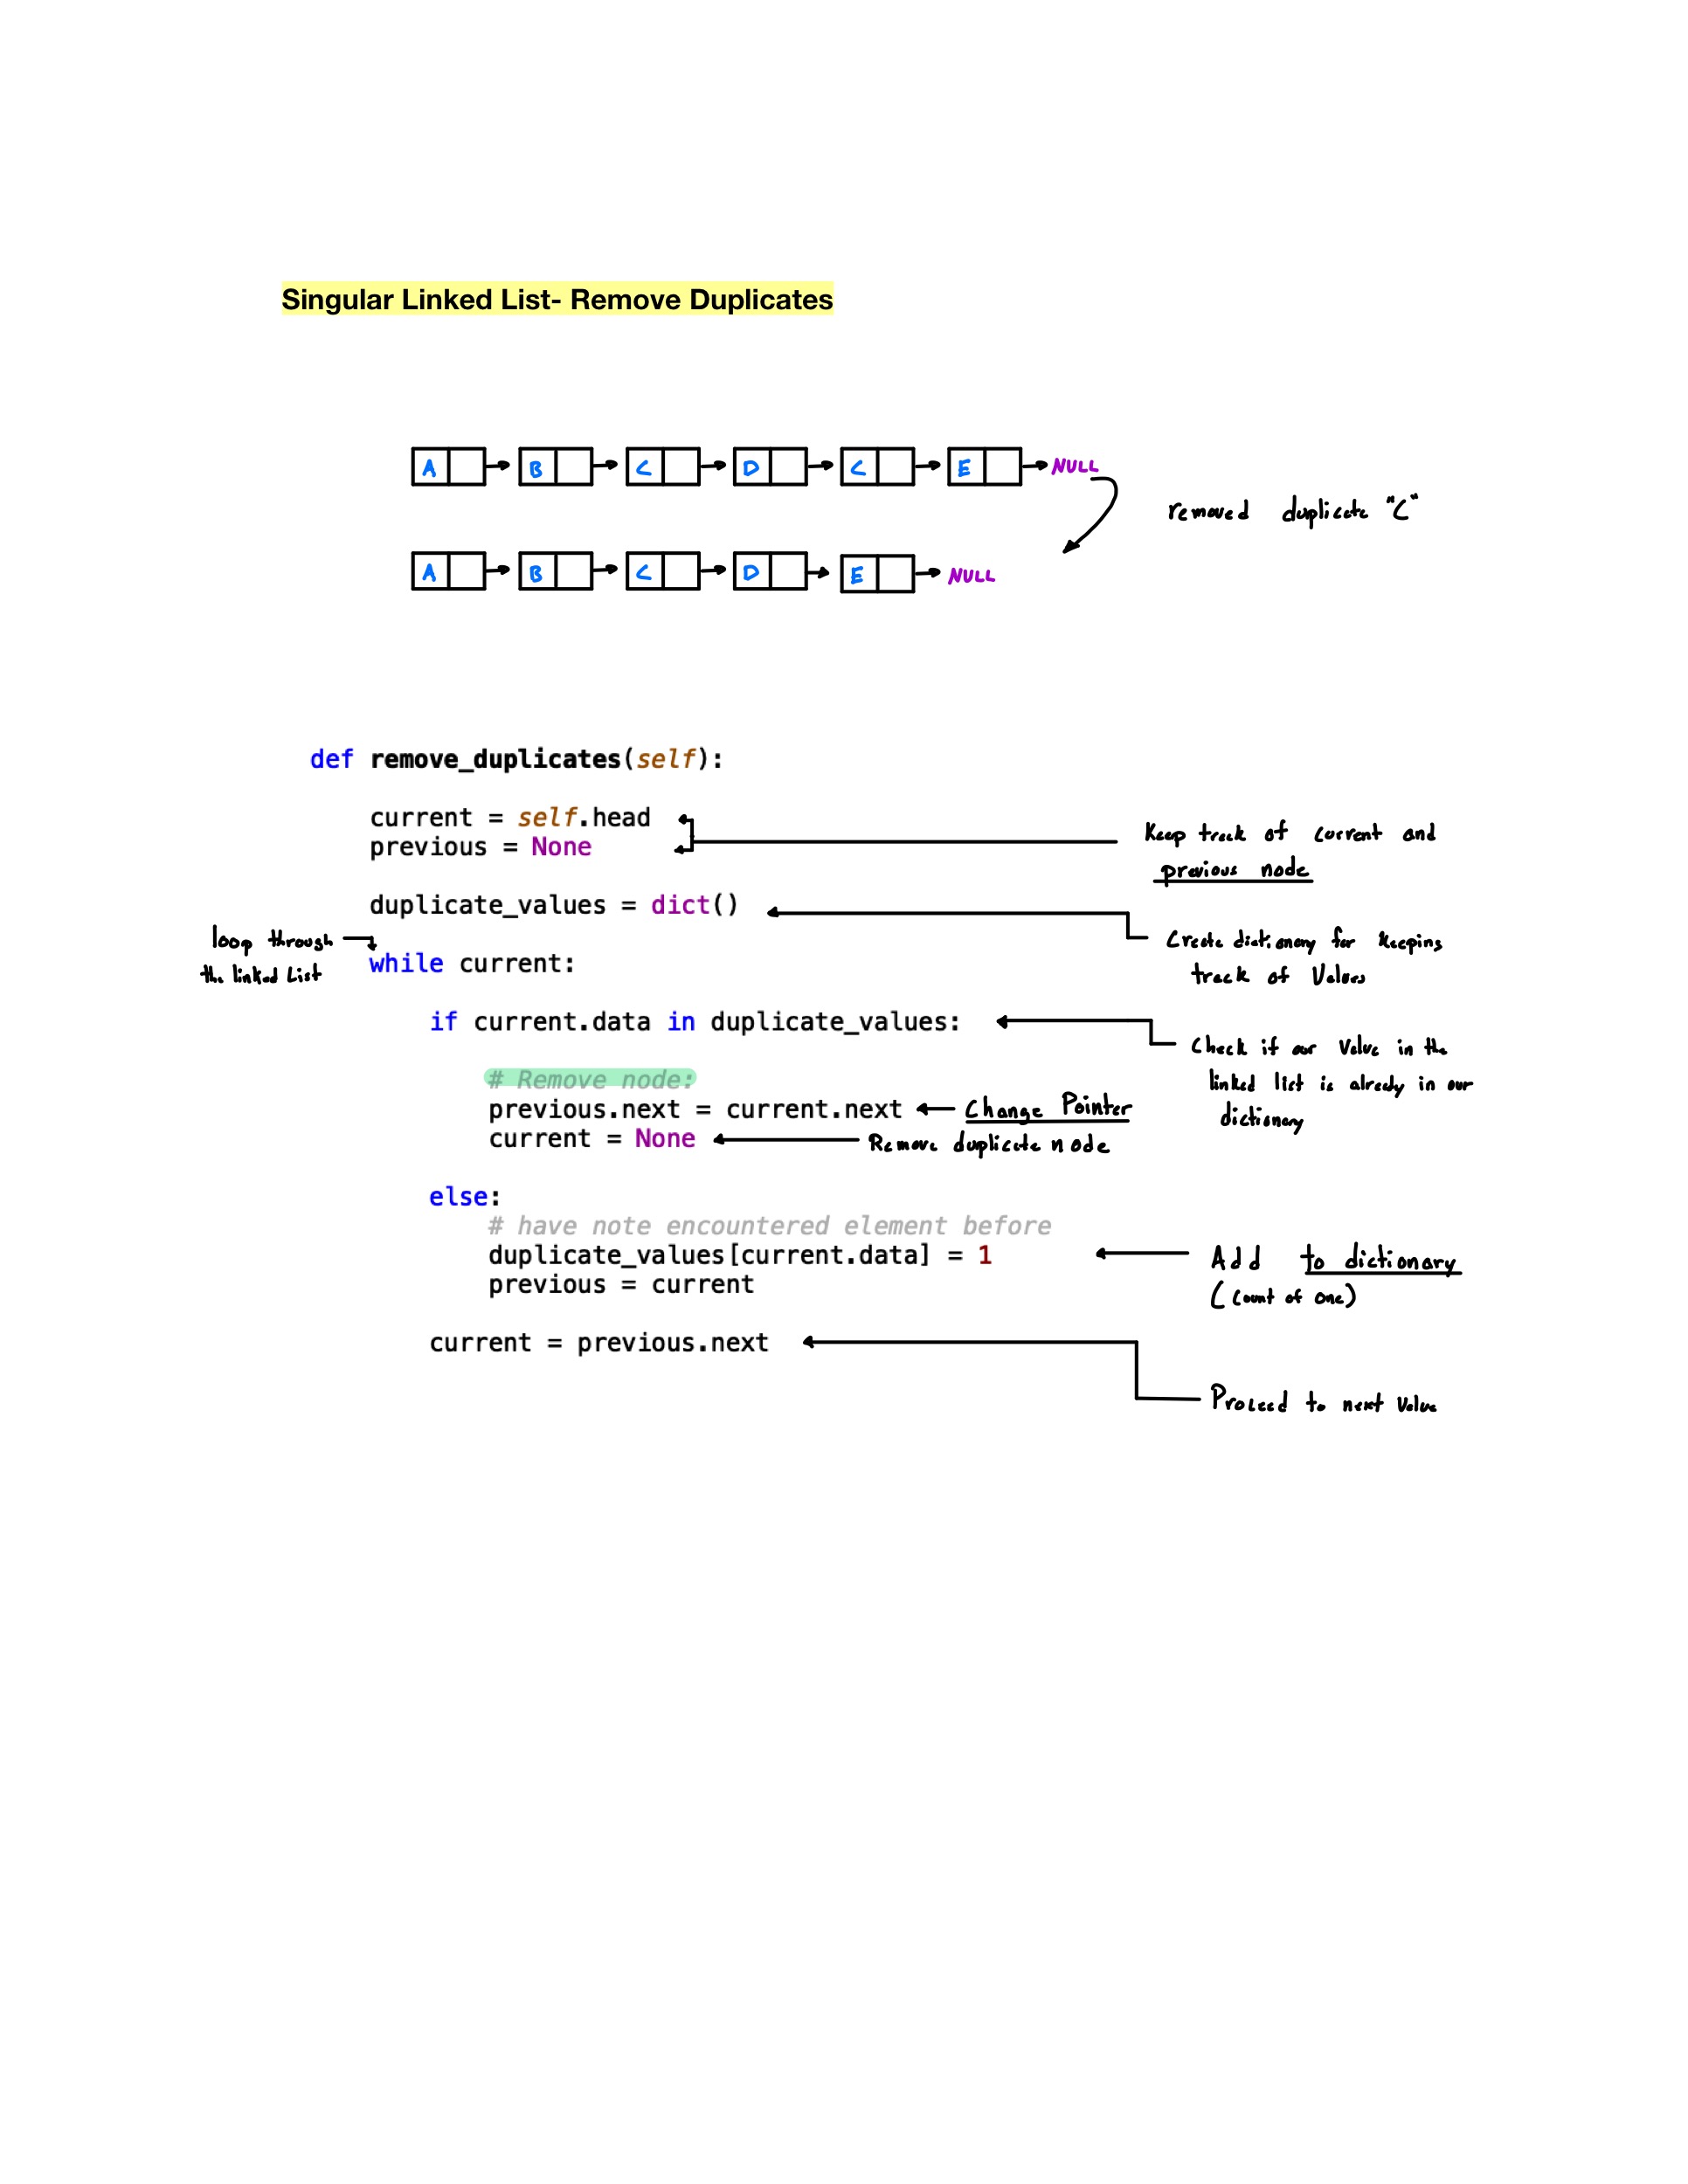 Singular Linked List- Remove Duplicates
A B C D C E NULL
removed duplicate "C"
A B C D E NULL
def remove_duplicates(self):
current = self.head
previous = None
Keep track of current and
previous node
duplicate_values = dict()
Create dictionary for keeping
track of Values
loop through
the linked List
while current:
if current.data in duplicate_values:
Check if our Value in the
linked list is already in our
dictionary
# Remove node:
previous.next = current.next
Change Pointer
current = None
Remove duplicate node
else:
# have note encountered element before
duplicate_values[current.data] = 1
Add to dictionary
(count of one)
previous = current
current = previous.next
Proceed to next Value